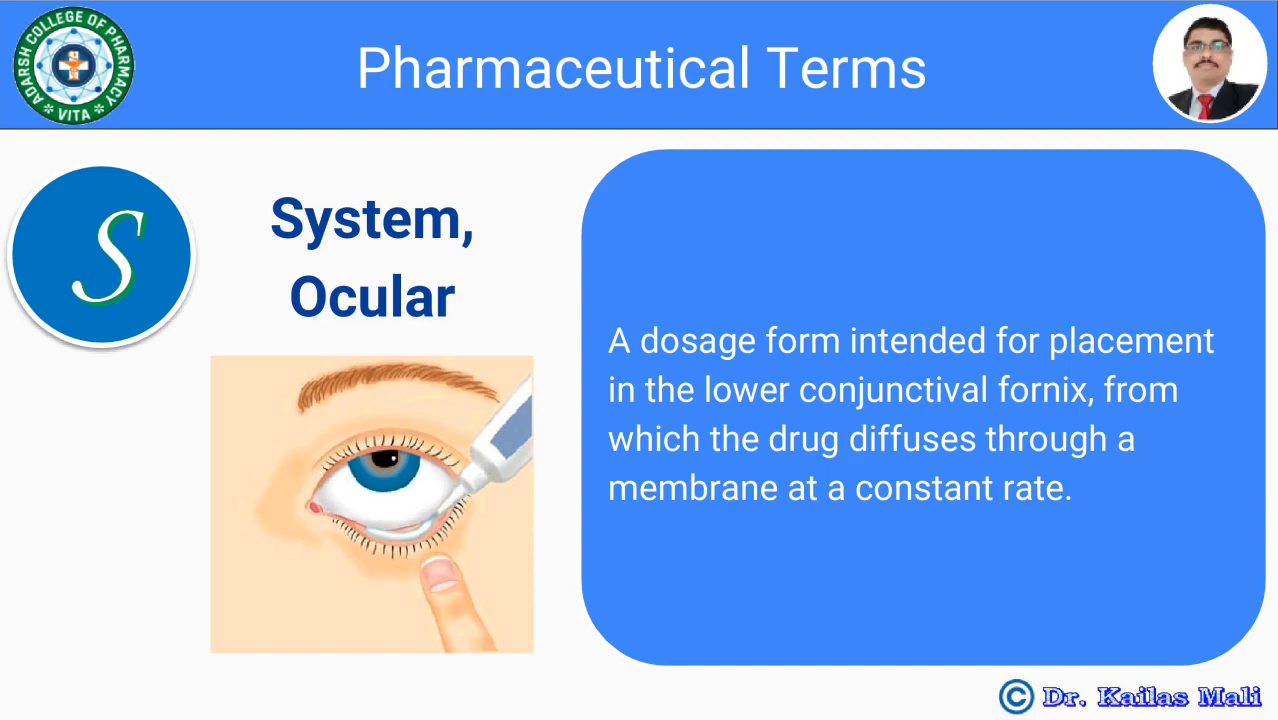 ADARSH COLLEGE OF PHARMACY
VITA
Pharmaceutical Terms
S
System,
Ocular
A dosage form intended for placement
in the lower conjunctival fornix, from
which the drug diffuses through a
membrane at a constant rate.
© Dr. Kailas Mali